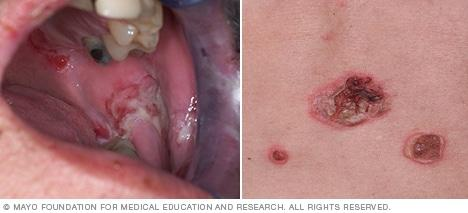 © MAYO FOUNDATION FOR MEDICAL EDUCATION AND RESEARCH. ALL RIGHTS RESERVED.